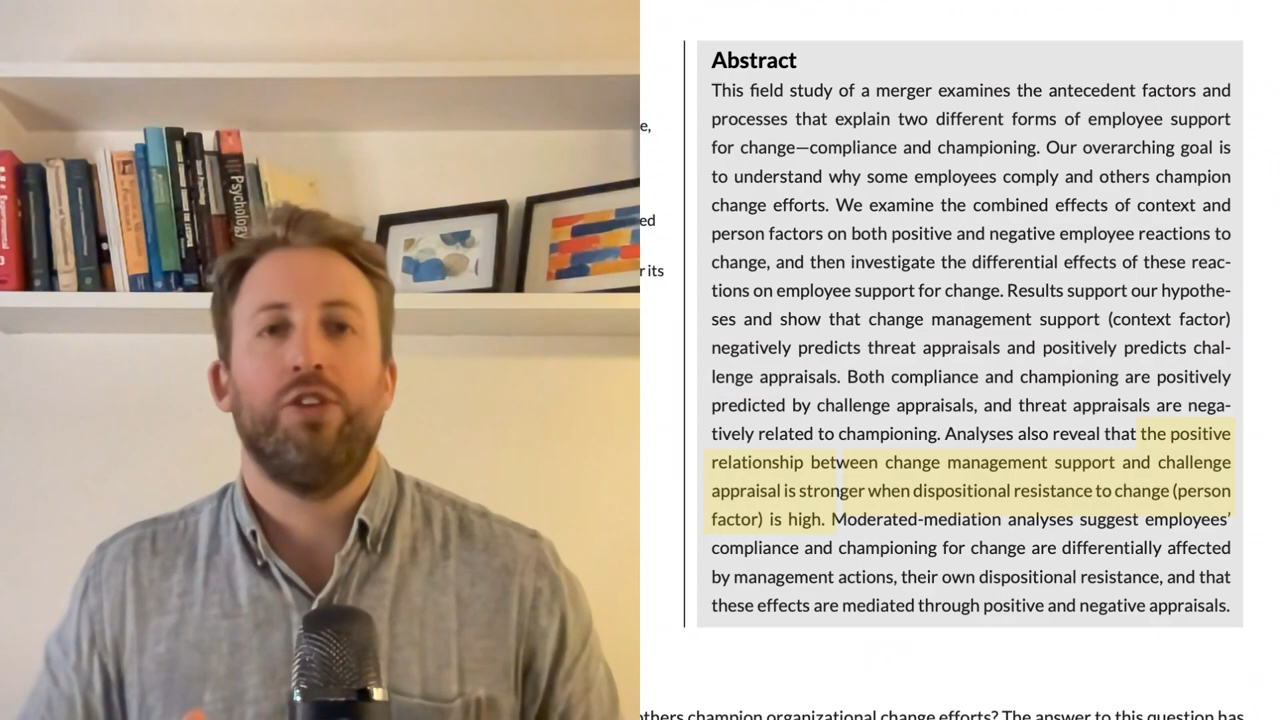 Psychology
e,
ed
r its
Abstract
This field study of a merger examines the antecedent factors and
processes that explain two different forms of employee support
for change—compliance and championing. Our overarching goal is
to understand why some employees comply and others champion
change efforts. We examine the combined effects of context and
person factors on both positive and negative employee reactions to
change, and then investigate the differential effects of these reac-
tions on employee support for change. Results support our hypothe-
ses and show that change management support (context factor)
negatively predicts threat appraisals and positively predicts chal-
lenge appraisals. Both compliance and championing are positively
predicted by challenge appraisals, and threat appraisals are nega-
tively related to championing. Analyses also reveal that the positive
relationship between change management support and challenge
appraisal is stronger when dispositional resistance to change (person
factor) is high. Moderated-mediation analyses suggest employees’
compliance and championing for change are differentially affected
by management actions, their own dispositional resistance, and that
these effects are mediated through positive and negative appraisals.
others champion organizational change efforts? The answer to this question has